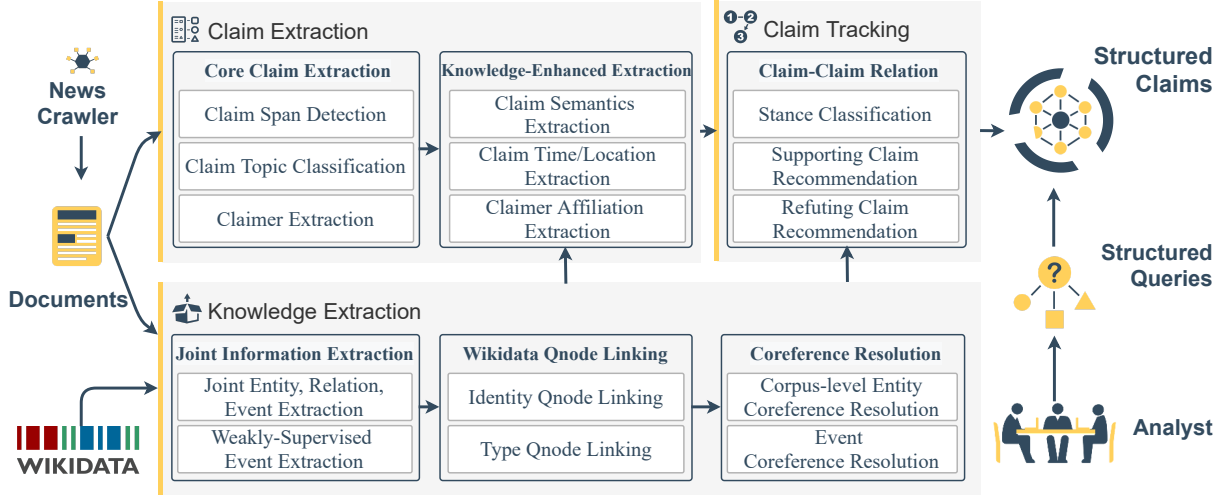 News
Crawler
Documents
WIKIDATA
Claim Extraction
Core Claim Extraction
Claim Span Detection
Claim Topic Classification
Claimer Extraction
Knowledge-Enhanced Extraction
Claim Semantics
Extraction
Claim Time/Location
Extraction
Claimer Affiliation
Extraction
1 2
3
Claim Tracking
Claim-Claim Relation
Stance Classification
Supporting Claim
Recommendation
Refuting Claim
Recommendation
Knowledge Extraction
Joint Information Extraction
Joint Entity, Relation,
Event Extraction
Weakly-Supervised
Event Extraction
Wikidata Qnode Linking
Identity Qnode Linking
Type Qnode Linking
Coreference Resolution
Corpus-level Entity
Coreference Resolution
Event
Coreference Resolution
Structured
Claims
Structured
Queries
?
Analyst